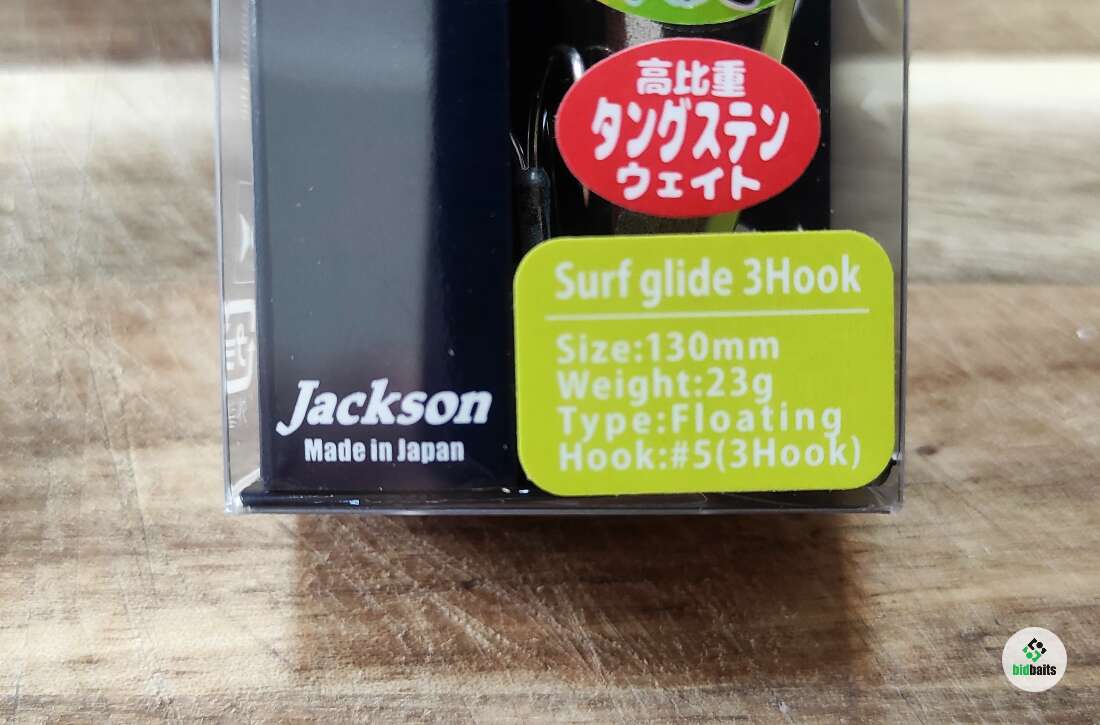 高比重
タングステン
ウェイト
Surf glide 3Hook
Size:130mm
Weight:23g
Type:Floating
Hook:#5(3Hook)
Jackson
Made in Japan
bidbaits